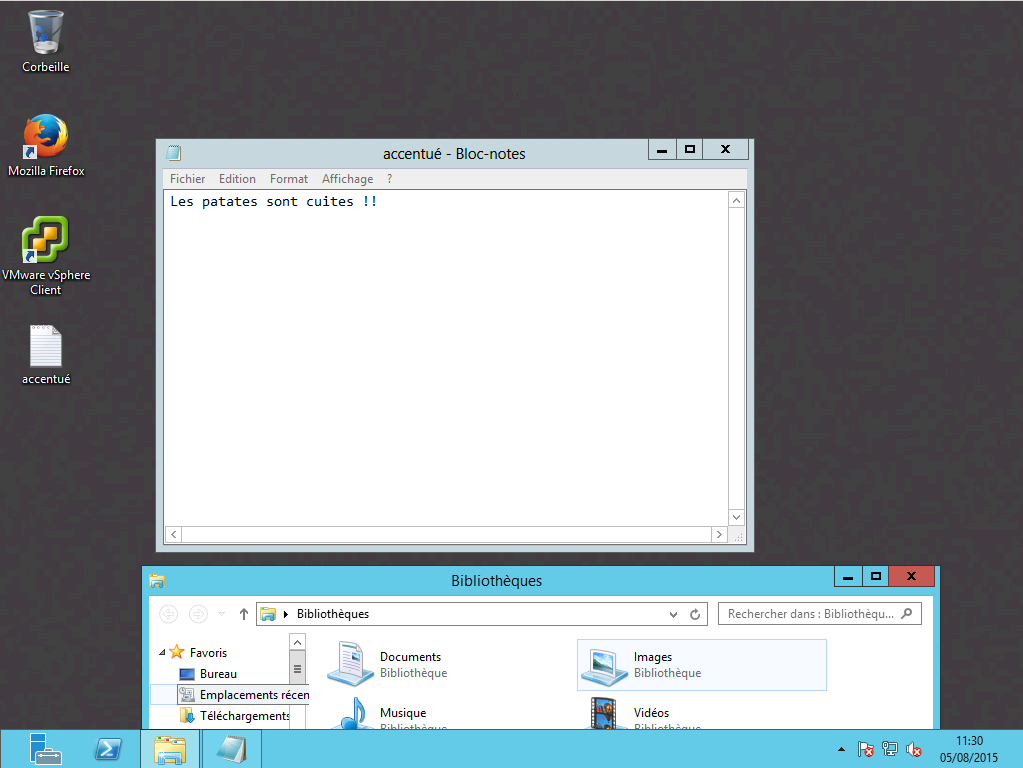 Corbeille
Mozilla Firefox
VMware vSphere
Client
accentué
accentué - Bloc-notes
Fichier Edition Format Affichage ?
Les patates sont cuites !!
Bibliothèques
Bibliothèques
Rechercher dans : Bibliothèqu...
Favoris
Bureau
Emplacements récen
Téléchargements
Documents
Bibliothèque
Images
Bibliothèque
Musique
Bibliothèque
Vidéos
Bibliothèque
11:30
05/08/2015